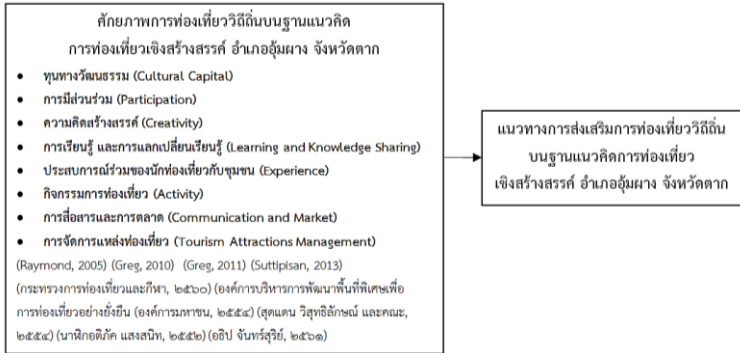 ศักยภาพการท่องเที่ยววิถีถิ่นบนฐานแนวคิด
การท่องเที่ยวเชิงสร้างสรรค์ อำเภออุ้มผาง จังหวัดตาก
• ทุนทางวัฒนธรรม (Cultural Capital)
• การมีส่วนร่วม (Participation)
• ความคิดสร้างสรรค์ (Creativity)
• การเรียนรู้ และการแลกเปลี่ยนเรียนรู้ (Learning and Knowledge Sharing)
• ประสบการณ์ร่วมของนักท่องเที่ยวกับชุมชน (Experience)
• กิจกรรมการท่องเที่ยว (Activity)
• การสื่อสารและการตลาด (Communication and Market)
• การจัดการแหล่งท่องเที่ยว (Tourism Attractions Management)
(Raymond, 2005) (Greg, 2010) (Greg, 2011) (Suttipisan, 2013)
(กระทรวงการท่องเที่ยวและกีฬา, ๒๕๖๐) (องค์การบริหารการพัฒนาพื้นที่พิเศษเพื่อ
การท่องเที่ยวอย่างยั่งยืน (องค์การมหาชน, ๒๕๕๔) (สุดแดน วิสุทธิลักษณ์ และคณะ,
๒๕๕๔) (นาฬิกอติภัค แสงสนิท, ๒๕๕๒) (อธิป จันทร์สุริย์, ๒๕๖๑)
แนวทางการส่งเสริมการท่องเที่ยววิถีถิ่น
บนฐานแนวคิดการท่องเที่ยว
เชิงสร้างสรรค์ อำเภออุ้มผาง จังหวัดตาก